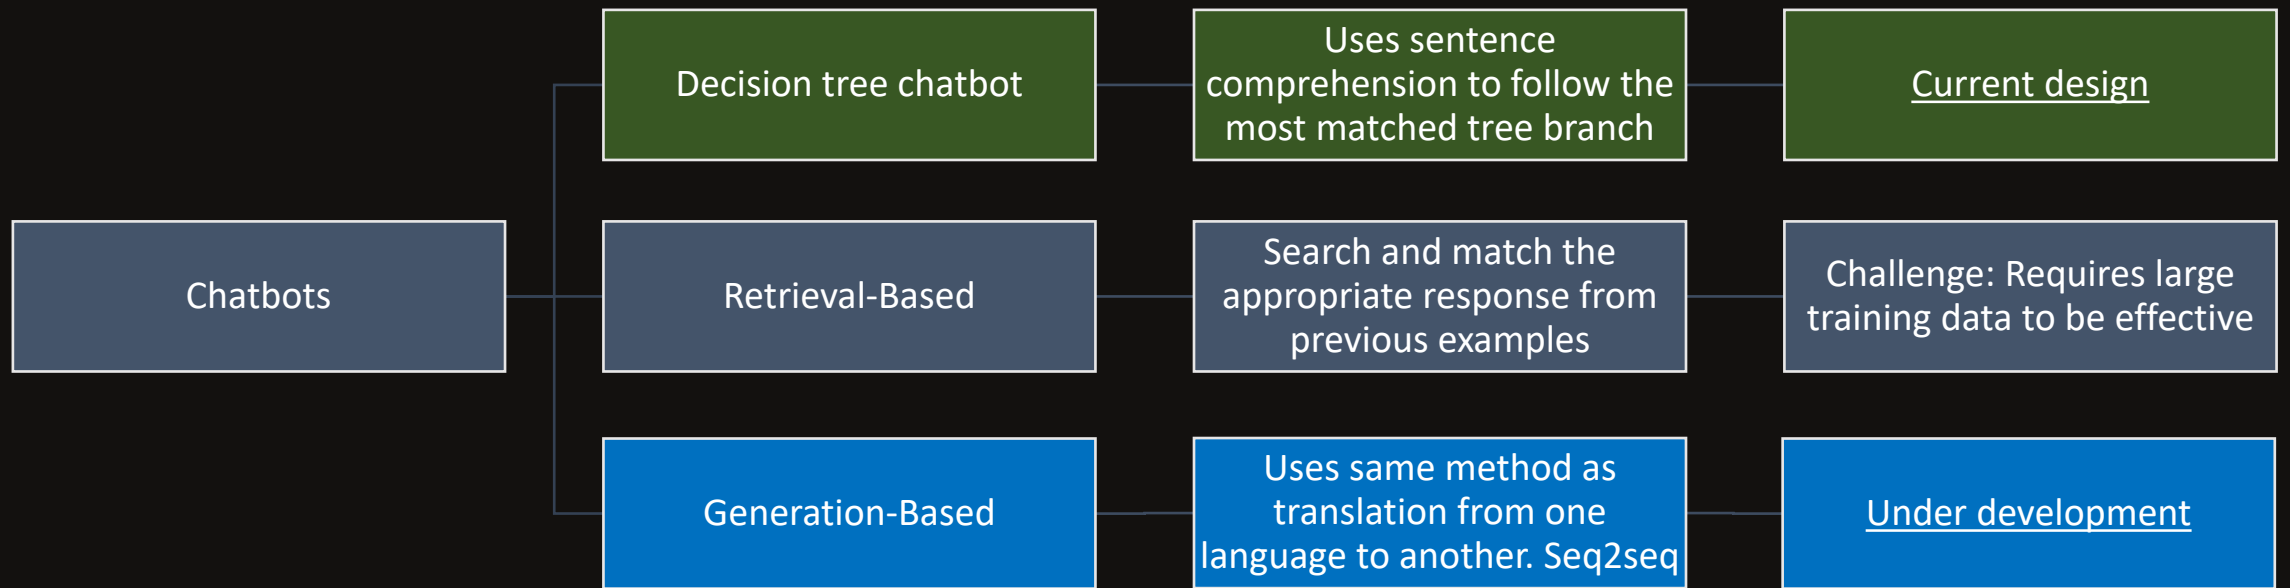 Decision tree chatbot
Uses sentence
comprehension to follow the
most matched tree branch
Current design
Chatbots
Retrieval-Based
Search and match the
appropriate response from
previous examples
Challenge: Requires large
training data to be effective
Generation-Based
Uses same method as
translation from one
language to another. Seq2seq
Under development